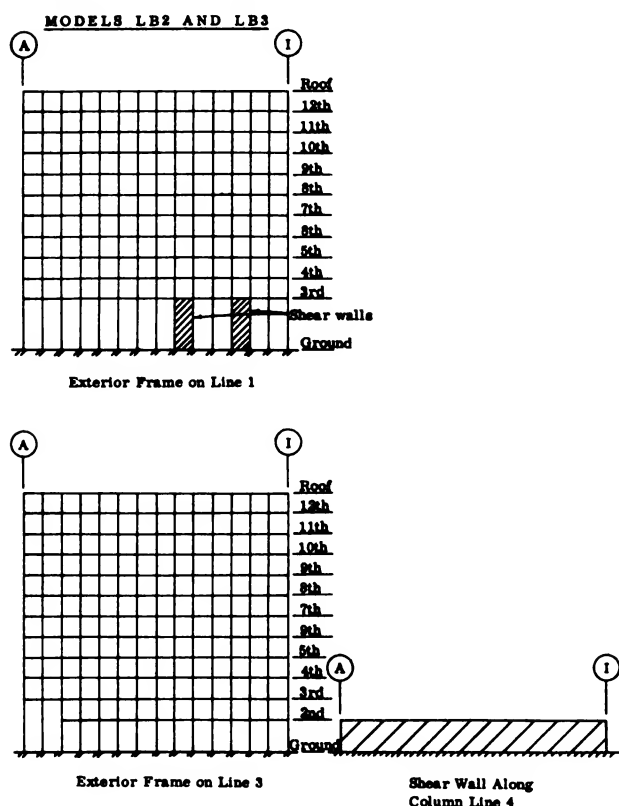 MODELS LB2 AND LB3
A
I
Roof
12th
11th
10th
9th
8th
7th
6th
5th
4th
3rd
Shear walls
Ground
Exterior Frame on Line 1
A
I
Roof
12th
11th
10th
9th
8th
7th
9th
5th
4th
3rd
2nd
Ground
Exterior Frame on Line 3
A
I
Shear Wall Along
Column Line 4